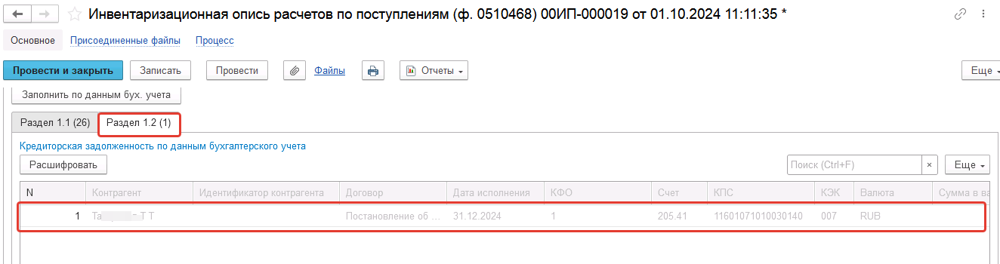 Инвентаризационная опись расчетов по поступлениям (ф. 0510468) 00ИП-000019 от 01.10.2024 11:11:35 *
Основное Присоединенные файлы Процесс
Провести и закрыть Записать Провести Файлы Отчеты Еще
Заполнить по данным бух. учета
Раздел 1.1 (26) Раздел 1.2 (1)
Кредиторская задолженность по данным бухгалтерского учета
Расшифровать Поиск (Ctrl+F) × Еще
N Контрагент Идентификатор контрагента Договор Дата исполнения КФО Счет КПС КЭК Валюта Сумма в ва
1 Т Т Постановление об ... 31.12.2024 1 205.41 11601071010030140 007 RUB